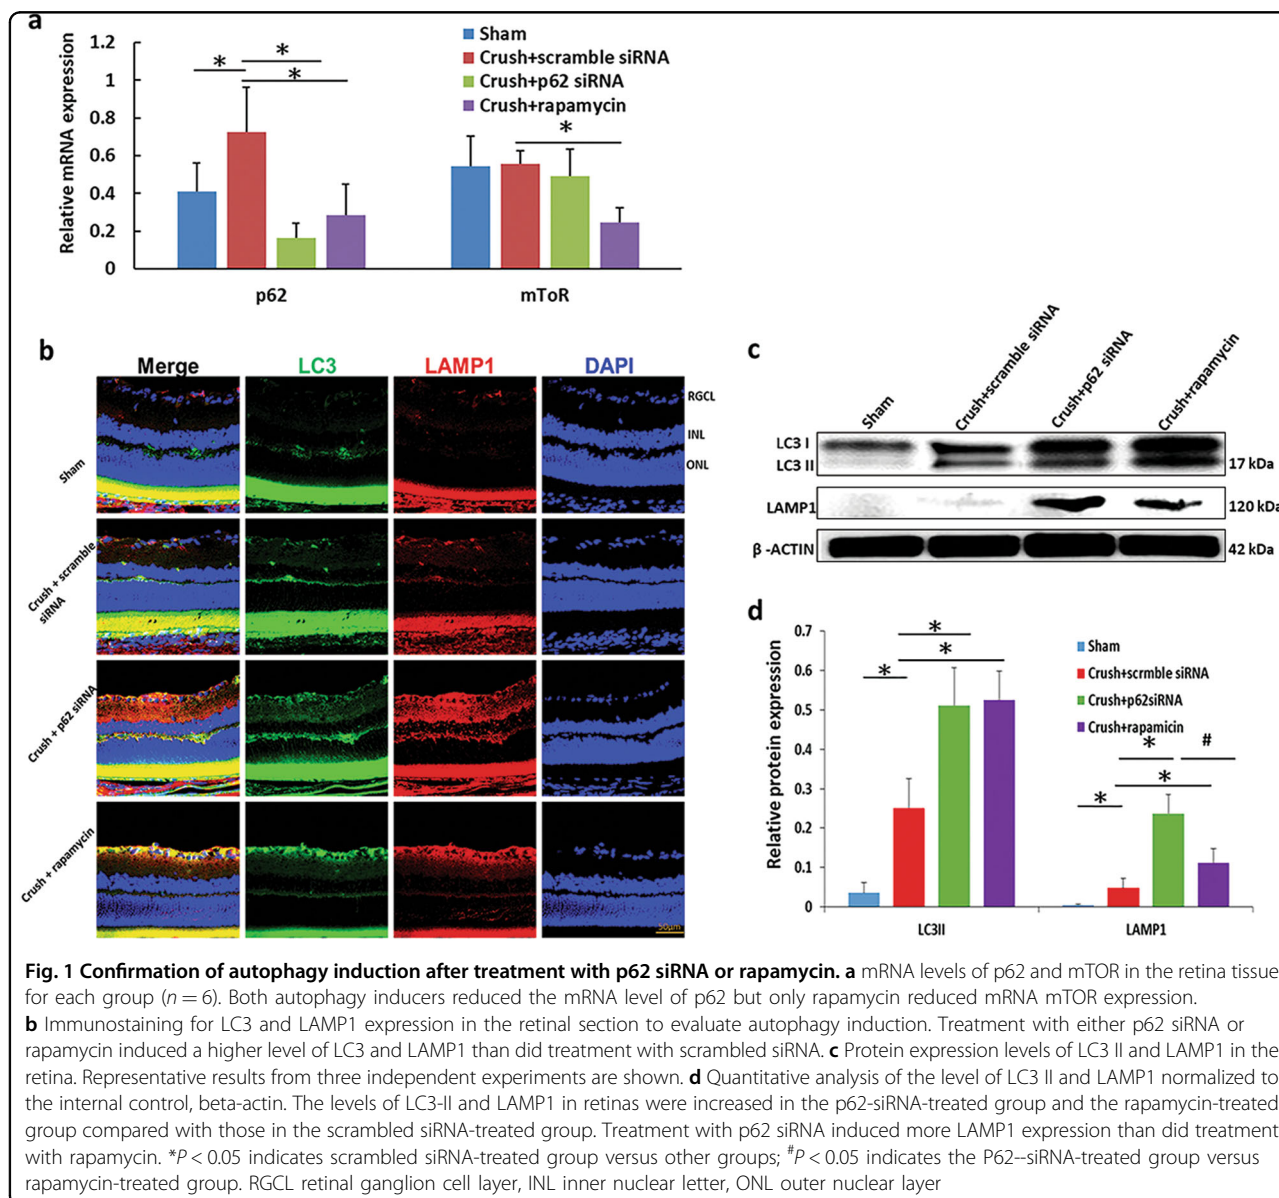 a
Sham
Crush+scramble siRNA
Crush+p62 siRNA
Crush+rapamycin
Relative mRNA expression
1.2
1
0.8
0.6
0.4
0.2
0
*
*
*
*
p62
mToR
b
Merge
LC3
LAMP1
DAPI
RGCL
INL
ONL
Sham
Crush + scramble
siRNA
Crush + p62 siRNA
Crush + rapamycin
50μm
c
Sham
Crush+scramble siRNA
Crush+p62 siRNA
Crush+rapamycin
LC3 I
LC3 II
17 kDa
LAMP1
120 kDa
β -ACTIN
42 kDa
d
Relative protein expression
0.7
0.6
0.5
0.4
0.3
0.2
0.1
0
Sham
Crush+scrmble siRNA
Crush+p62siRNA
Crush+rapamicin
*
*
*
*
#
*
*
LC3II
LAMP1
Fig. 1 Confirmation of autophagy induction after treatment with p62 siRNA or rapamycin. a mRNA levels of p62 and mTOR in the retina tissue
for each group (n = 6). Both autophagy inducers reduced the mRNA level of p62 but only rapamycin reduced mRNA mTOR expression.
b Immunostaining for LC3 and LAMP1 expression in the retinal section to evaluate autophagy induction. Treatment with either p62 siRNA or
rapamycin induced a higher level of LC3 and LAMP1 than did treatment with scrambled siRNA. c Protein expression levels of LC3 II and LAMP1 in the
retina. Representative results from three independent experiments are shown. d Quantitative analysis of the level of LC3 II and LAMP1 normalized to
the internal control, beta-actin. The levels of LC3-II and LAMP1 in retinas were increased in the p62-siRNA-treated group and the rapamycin-treated
group compared with those in the scrambled siRNA-treated group. Treatment with p62 siRNA induced more LAMP1 expression than did treatment
with rapamycin. *P < 0.05 indicates scrambled siRNA-treated group versus other groups; #P < 0.05 indicates the P62--siRNA-treated group versus
rapamycin-treated group. RGCL retinal ganglion cell layer, INL inner nuclear letter, ONL outer nuclear layer